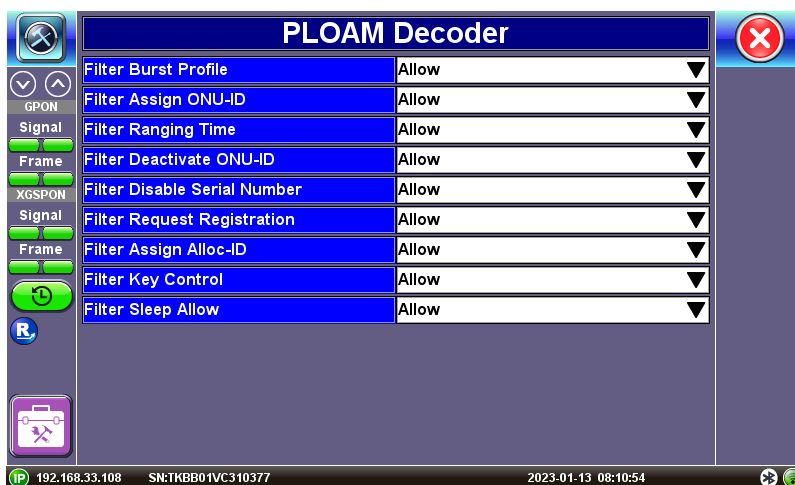 PLOAM Decoder
Filter Burst Profile Allow
Filter Assign ONU-ID Allow
Filter Ranging Time Allow
Filter Deactivate ONU-ID Allow
Filter Disable Serial Number Allow
Filter Request Registration Allow
Filter Assign Alloc-ID Allow
Filter Key Control Allow
Filter Sleep Allow Allow
GPON
Signal
Frame
XGSPON
Signal
Frame
R
IP 192.168.33.108 SN:TKBB01VC310377 2023-01-13 08:10:54